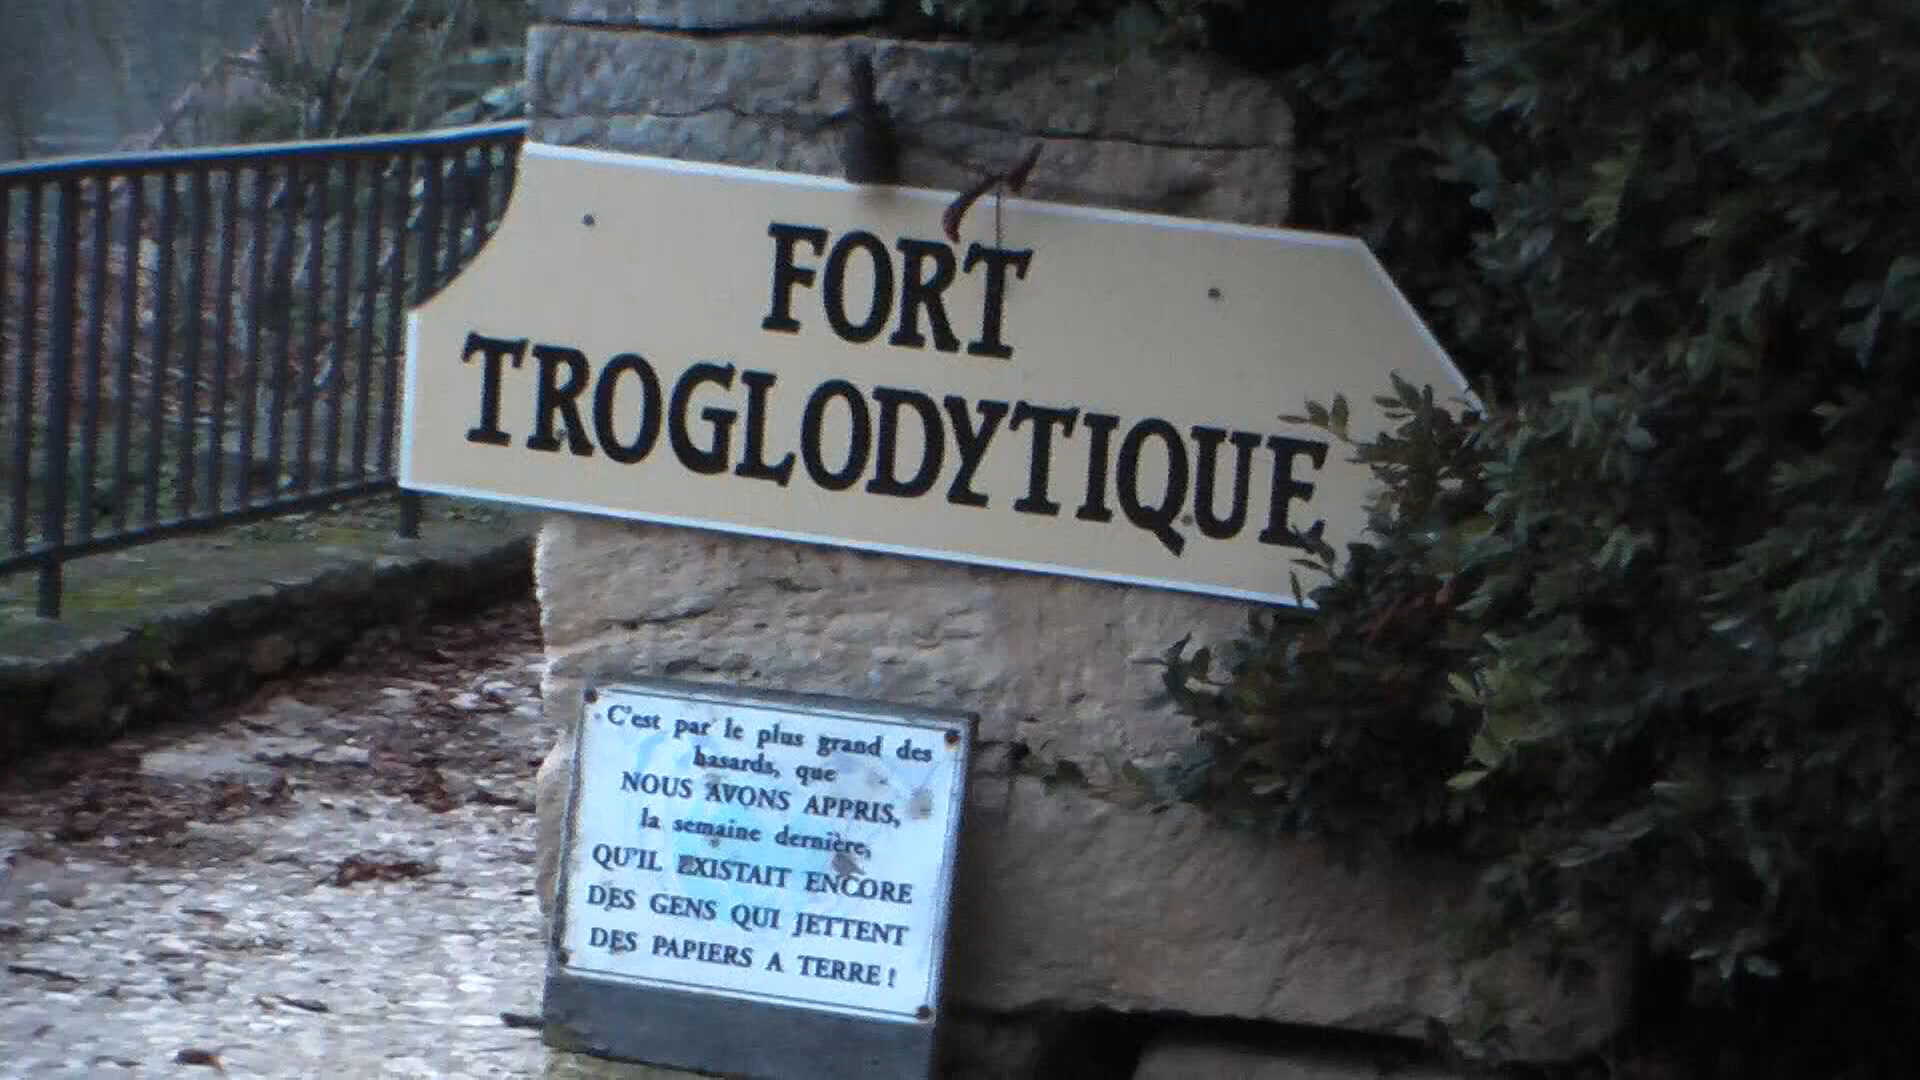 FORT
TROGLODYTIQUE
C'est par le plus grand des
hasards, que
NOUS AVONS APPRIS,
la semaine dernière,
QU'IL EXISTAIT ENCORE
DES GENS QUI JETTENT
DES PAPIERS A TERRE !